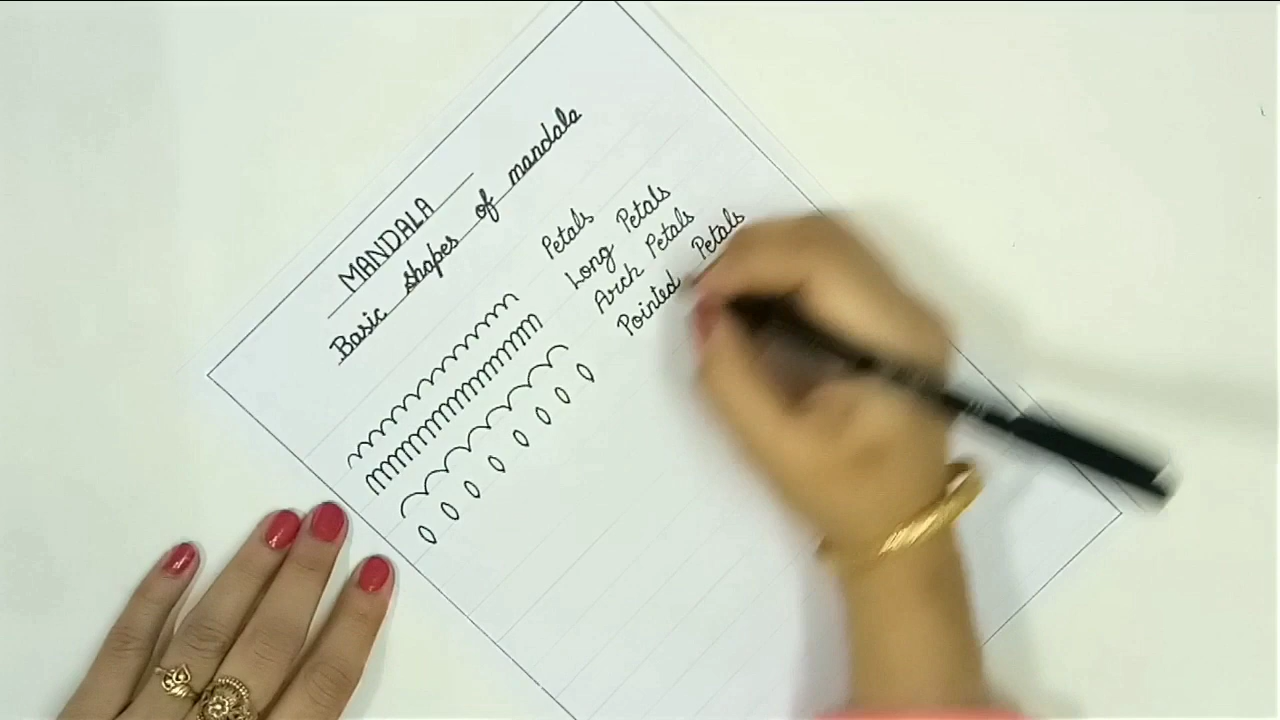 MANDALA
Basic shapes of mandala
Petals
Long Petals
Arch Petals
Pointed Petals